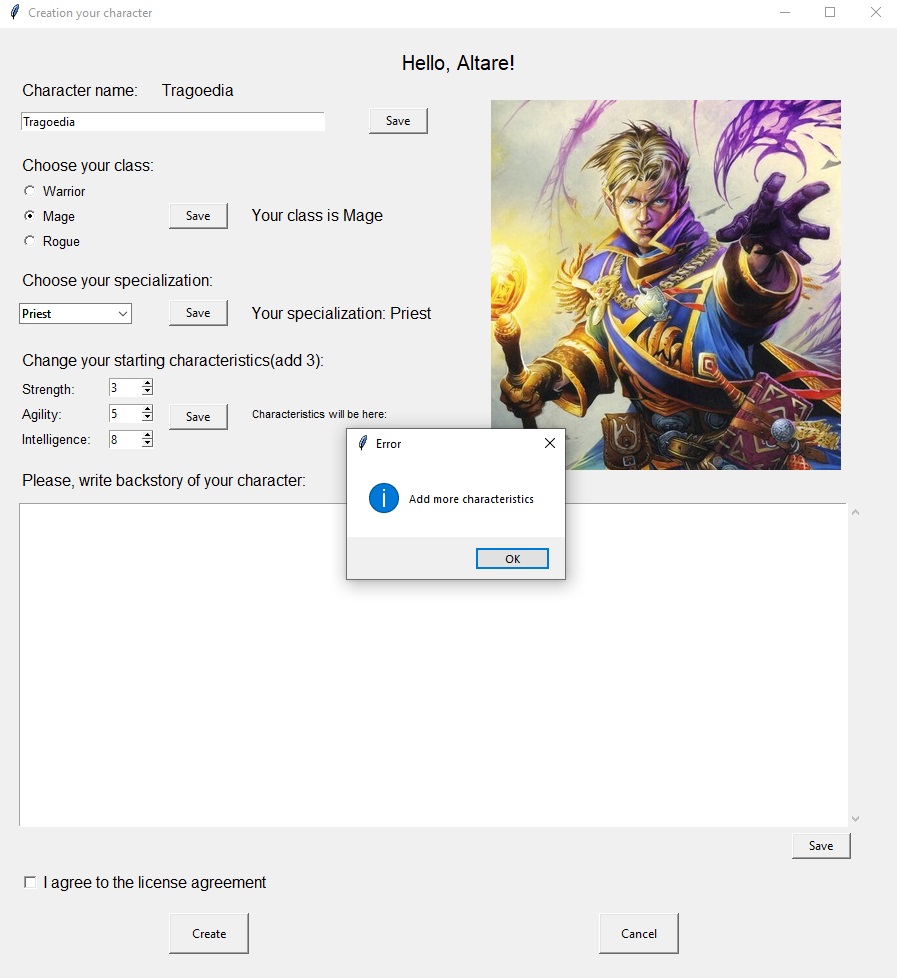 Creation your character
Hello, Altare!
Character name: Tragoedia
Tragoedia
Save
Choose your class:
Warrior
Mage
Save
Your class is Mage
Rogue
Choose your specialization:
Priest
Save
Your specialization: Priest
Change your starting characteristics(add 3):
Strength: 3
Agility: 5
Save
Characteristics will be here:
Intelligence: 8
Error
Add more characteristics
OK
Please, write backstory of your character:
Save
I agree to the license agreement
Create
Cancel